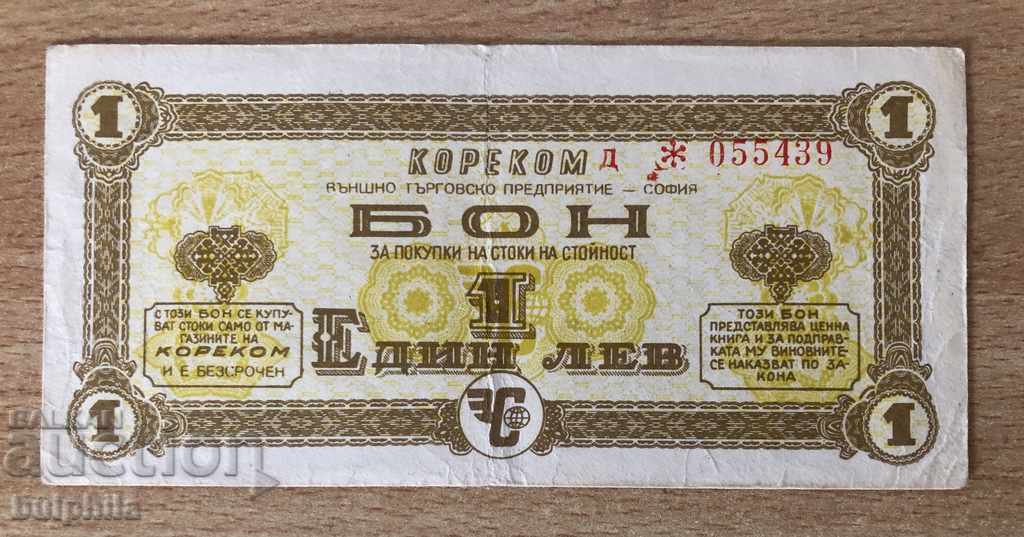 1
1
КОРЕКОМ Д * 055439
ВЪНШНО ТЪРГОВСКО ПРЕДПРИЯТИЕ – СОФИЯ
БОН
ЗА ПОКУПКИ НА СТОКИ НА СТОЙНОСТ
1
ЕДИН ЛЕВ
С ТОЗИ БОН СЕ КУПУ-
ВАТ СТОКИ САМО ОТ МА-
ГАЗИНИТЕ НА
КОРЕКОМ
И Е БЕЗСРОЧЕН
ТОЗИ БОН
ПРЕДСТАВЛЯВА ЦЕННА
КНИГА И ЗА ПОДПРАВ-
КАТА МУ ВИНОВНИТЕ-
СЕ НАКАЗВАТ ПО ЗА-
КОНА
1
1
BALKAN
auction
bulphila